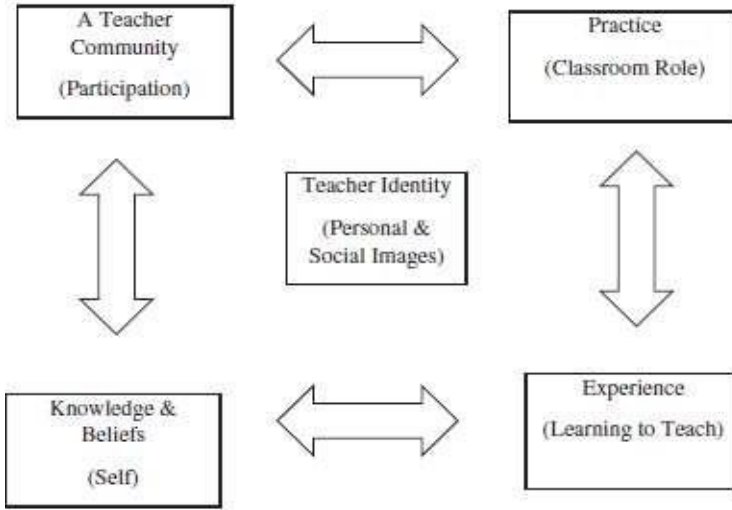 A Teacher
Community
(Participation)
Practice
(Classroom Role)
Teacher Identity
(Personal &
Social Images)
Knowledge &
Beliefs
(Self)
Experience
(Learning to Teach)